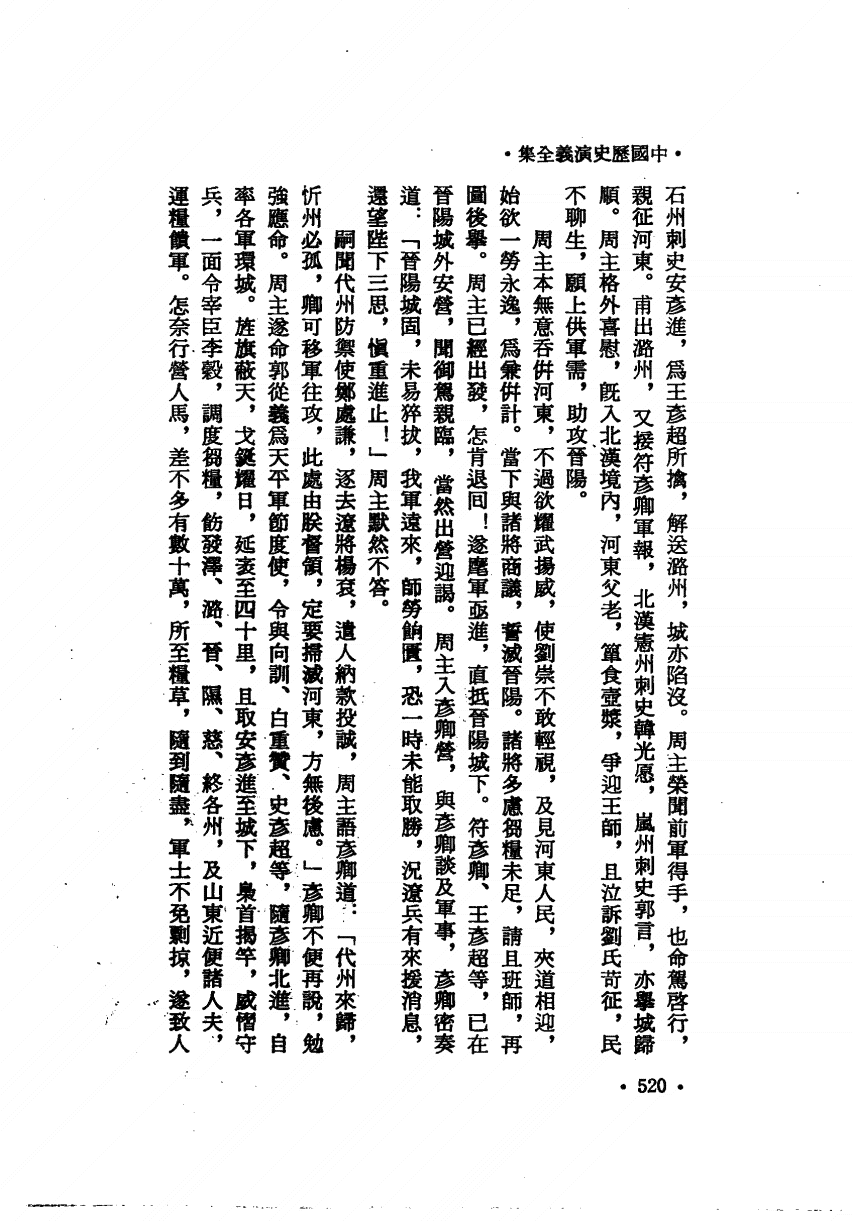 •中國歷史演義全集•
石州刺史安彥進，爲王彥超所擒，解送潞州，城亦陷沒。周主榮聞前軍得手，也命駕啓行，
親征河東。甫出潞州，又接符彥卿軍報，北漢憲州刺史韓光愿，嵐州刺史郭言，亦舉城歸
順。周主格外喜慰，旣入北漢境內，河東父老，簞食壺漿，爭迎王師，且泣訴劉氏苛征，民
不聊生，願上供軍需，助攻晉陽。
周主本無意吞倂河東，不過欲耀武揚威，使劉崇不敢輕視，及見河東人民，夾道相迎，
始欲一勞永逸，爲兼倂計。當下與諸將商議，誓滅晉陽。諸將多慮芻糧未足，請且班師，再
圖後舉。周主已經出發，怎肯退回！遂麾軍亟進，直抵晉陽城下。符彥卿、王彥超等，已在
晉陽城外安營，聞御駕親臨，當然出營迎謁。周主入彥卿營，與彥卿談及軍事，彥卿密奏
道：「晉陽城固，未易猝拔，我軍遠來，師勞餉匱，恐一時未能取勝，況遼兵有來援消息，
還望陛下三思，愼重進止！」周主默然不答。
嗣聞代州防禦使鄭處謙，逐去遼將楊袞，遣人納款投誠，周主語彥卿道：「代州來歸，
忻州必孤，卿可移軍往攻，此處由朕督領，定要掃滅河東，方無後慮。」彥卿不便再說，勉
強應命。周主遂命郭從義爲天平軍節度使，令與向訓、白重贊、史彥超等，隨彥卿北進，自
率各軍環城。旌旗蔽天，戈鋋耀日，延袤至四十里，且取安彥進至城下，梟首揭竿，威慴守
兵，一面令宰臣李穀，調度芻糧，飭發澤、潞、晉、隰、慈、終各州，及山東近便諸人夫，
運糧饋軍。怎奈行營人馬，差不多有數十萬，所至糧草，隨到隨盡，軍士不免剽掠，遂致人
•520•